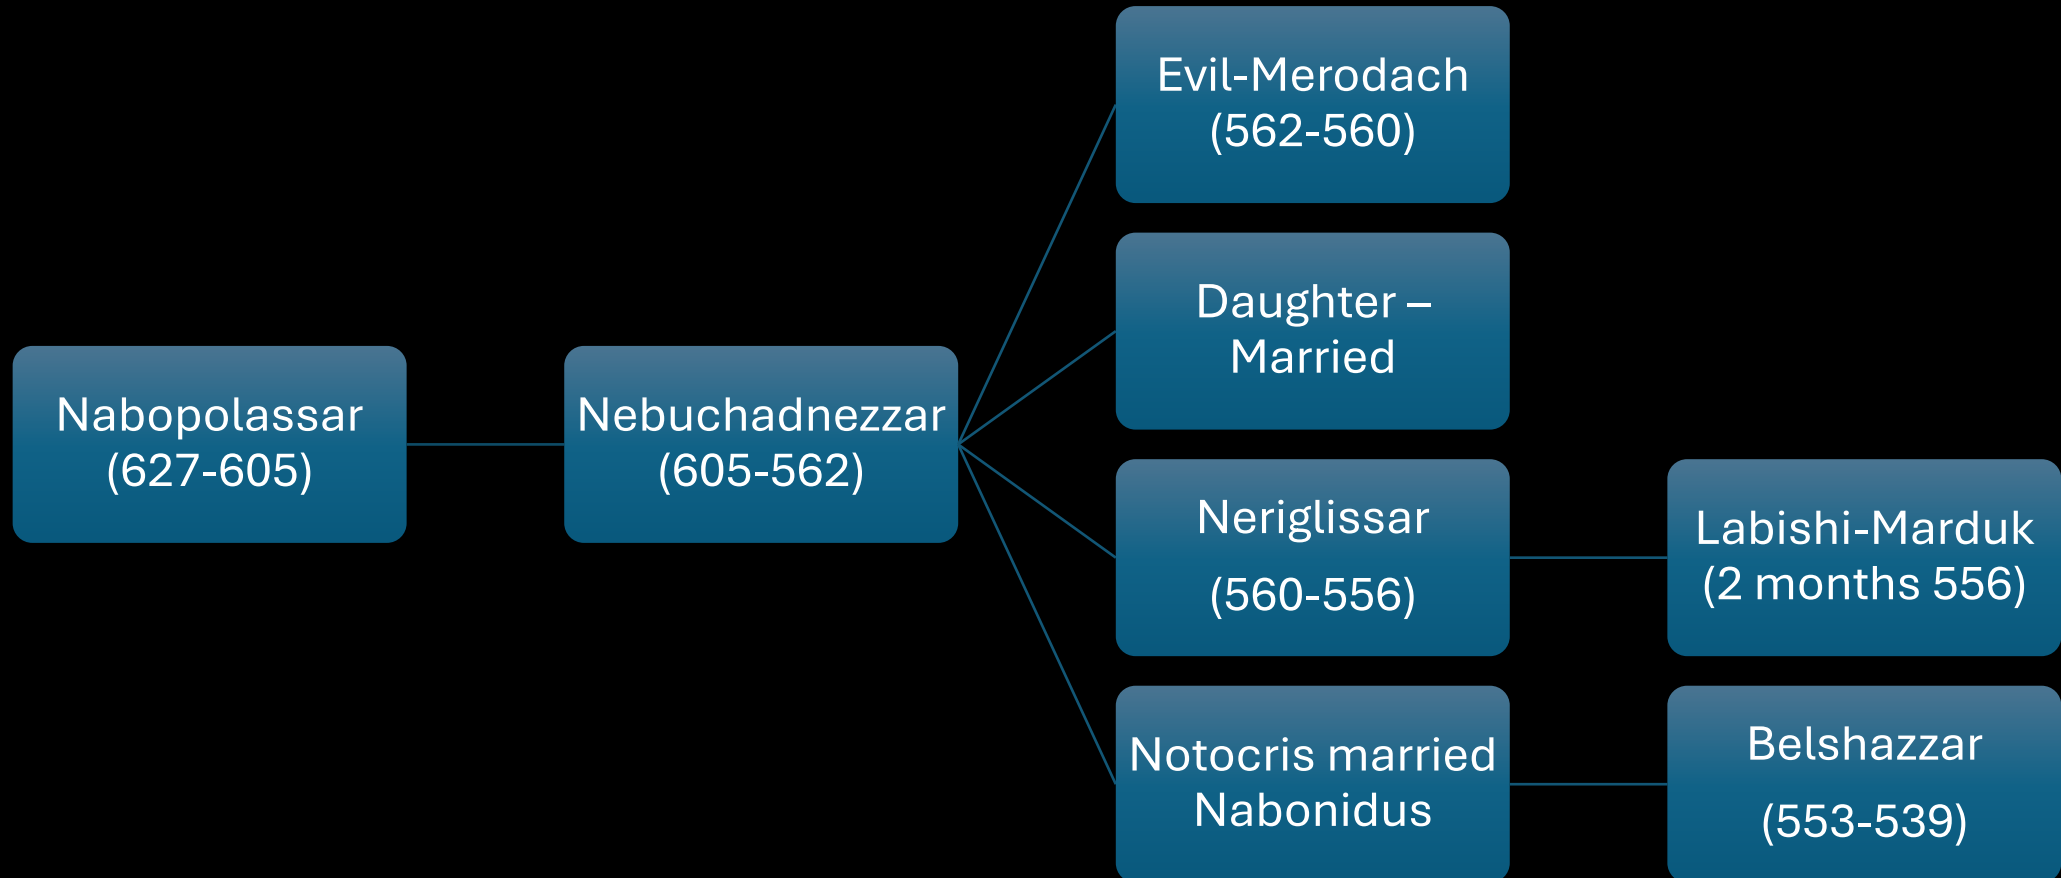 Nabopolassar
(627-605)
Nebuchadnezzar
(605-562)
Evil-Merodach
(562-560)
Daughter –
Married
Neriglissar
(560-556)
Labishi-Marduk
(2 months 556)
Notocris married
Nabonidus
Belshazzar
(553-539)